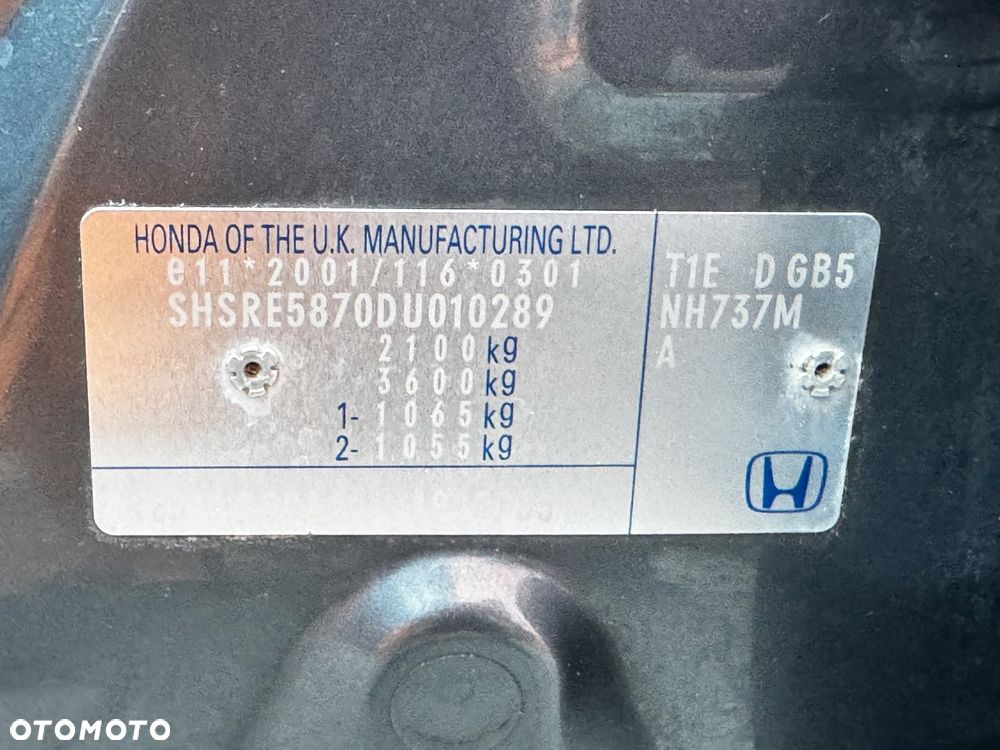 HONDA OF THE U.K. MANUFACTURING LTD.
e11*2001/116*0301
SHSRE5870DU010289
2100kg
3600kg
1- 1065kg
2- 1055kg
T1E D GB5
NH737M
A
OTOMOTO